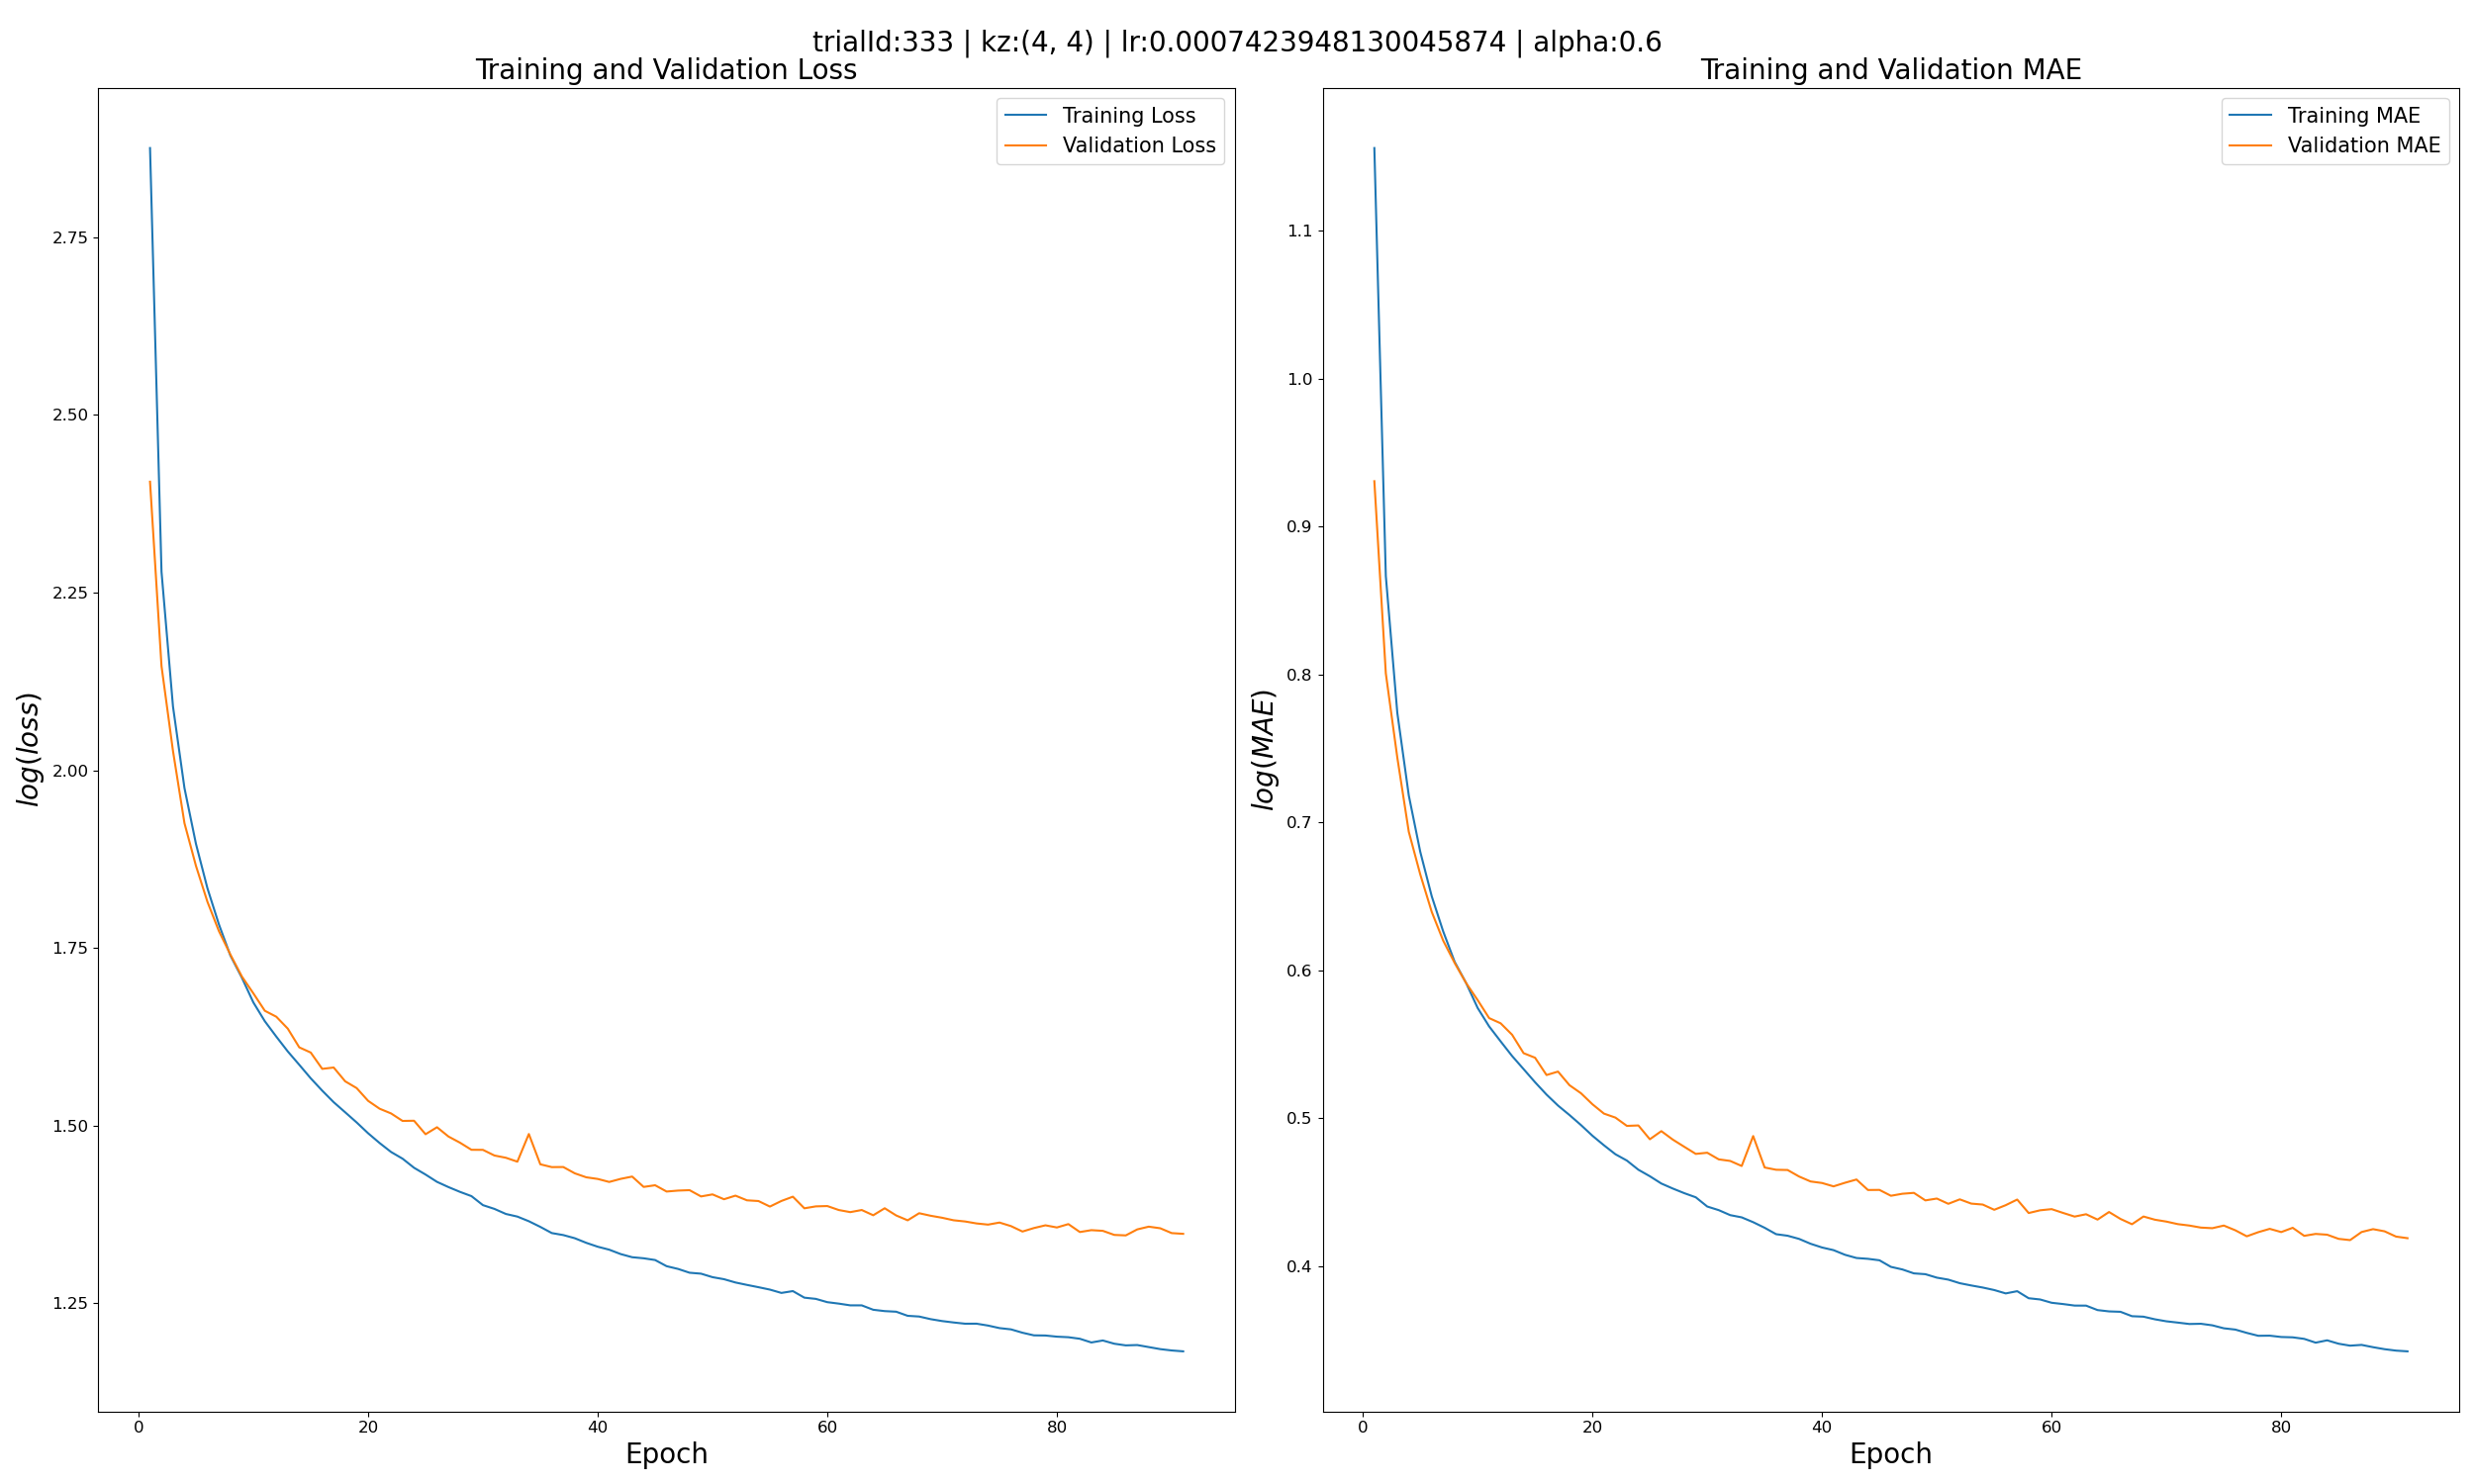 trialId:333 | kz:(4, 4) | lr:0.0007423948130045874 | alpha:0.6
Training and Validation Loss
Training Loss
Validation Loss
2.75
2.50
2.25
2.00
1.75
1.50
1.25
log(loss)
0 20 40 60 80
Epoch
Training and Validation MAE
Training MAE
Validation MAE
1.1
1.0
0.9
0.8
0.7
0.6
0.5
0.4
log(MAE)
0 20 40 60 80
Epoch